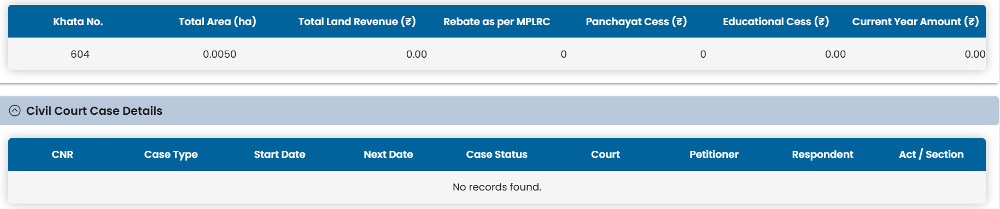 Khata No. Total Area (ha) Total Land Revenue (₹) Rebate as per MPLRC Panchayat Cess (₹) Educational Cess (₹) Current Year Amount (₹)
604 0.0050 0.00 0 0 0.00 0.00
Civil Court Case Details
CNR Case Type Start Date Next Date Case Status Court Petitioner Respondent Act / Section
No records found.